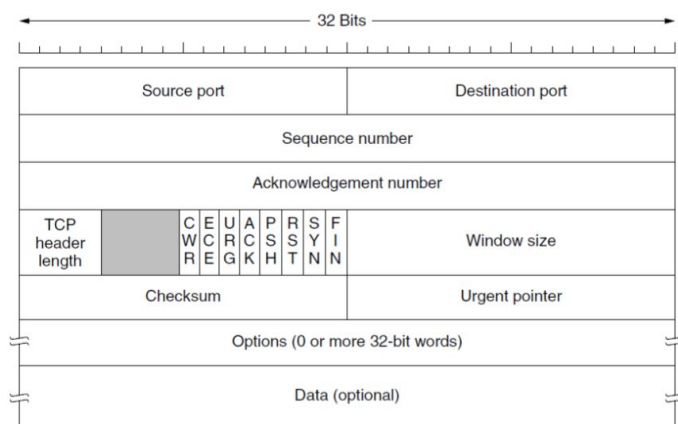 32 Bits
Source port Destination port
Sequence number
Acknowledgement number
TCP
header
length
C
W
R
E
C
E
U
R
G
A
C
K
P
S
H
R
S
T
S
Y
N
F
I
N
Window size
Checksum Urgent pointer
Options (0 or more 32-bit words)
Data (optional)